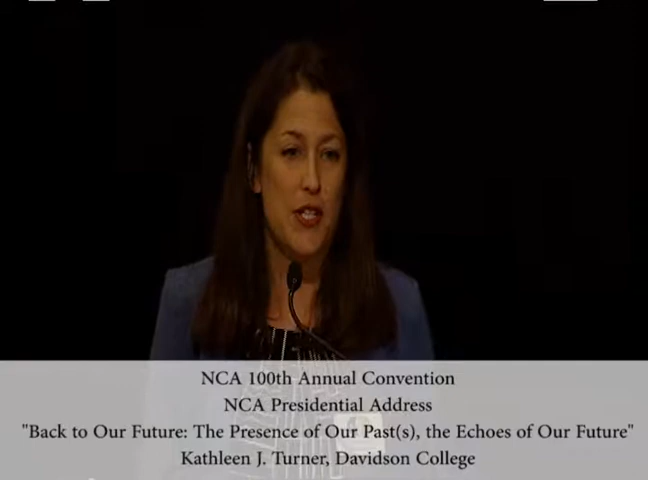 NCA 100th Annual Convention
NCA Presidential Address
"Back to Our Future: The Presence of Our Past(s), the Echoes of Our Future"
Kathleen J. Turner, Davidson College